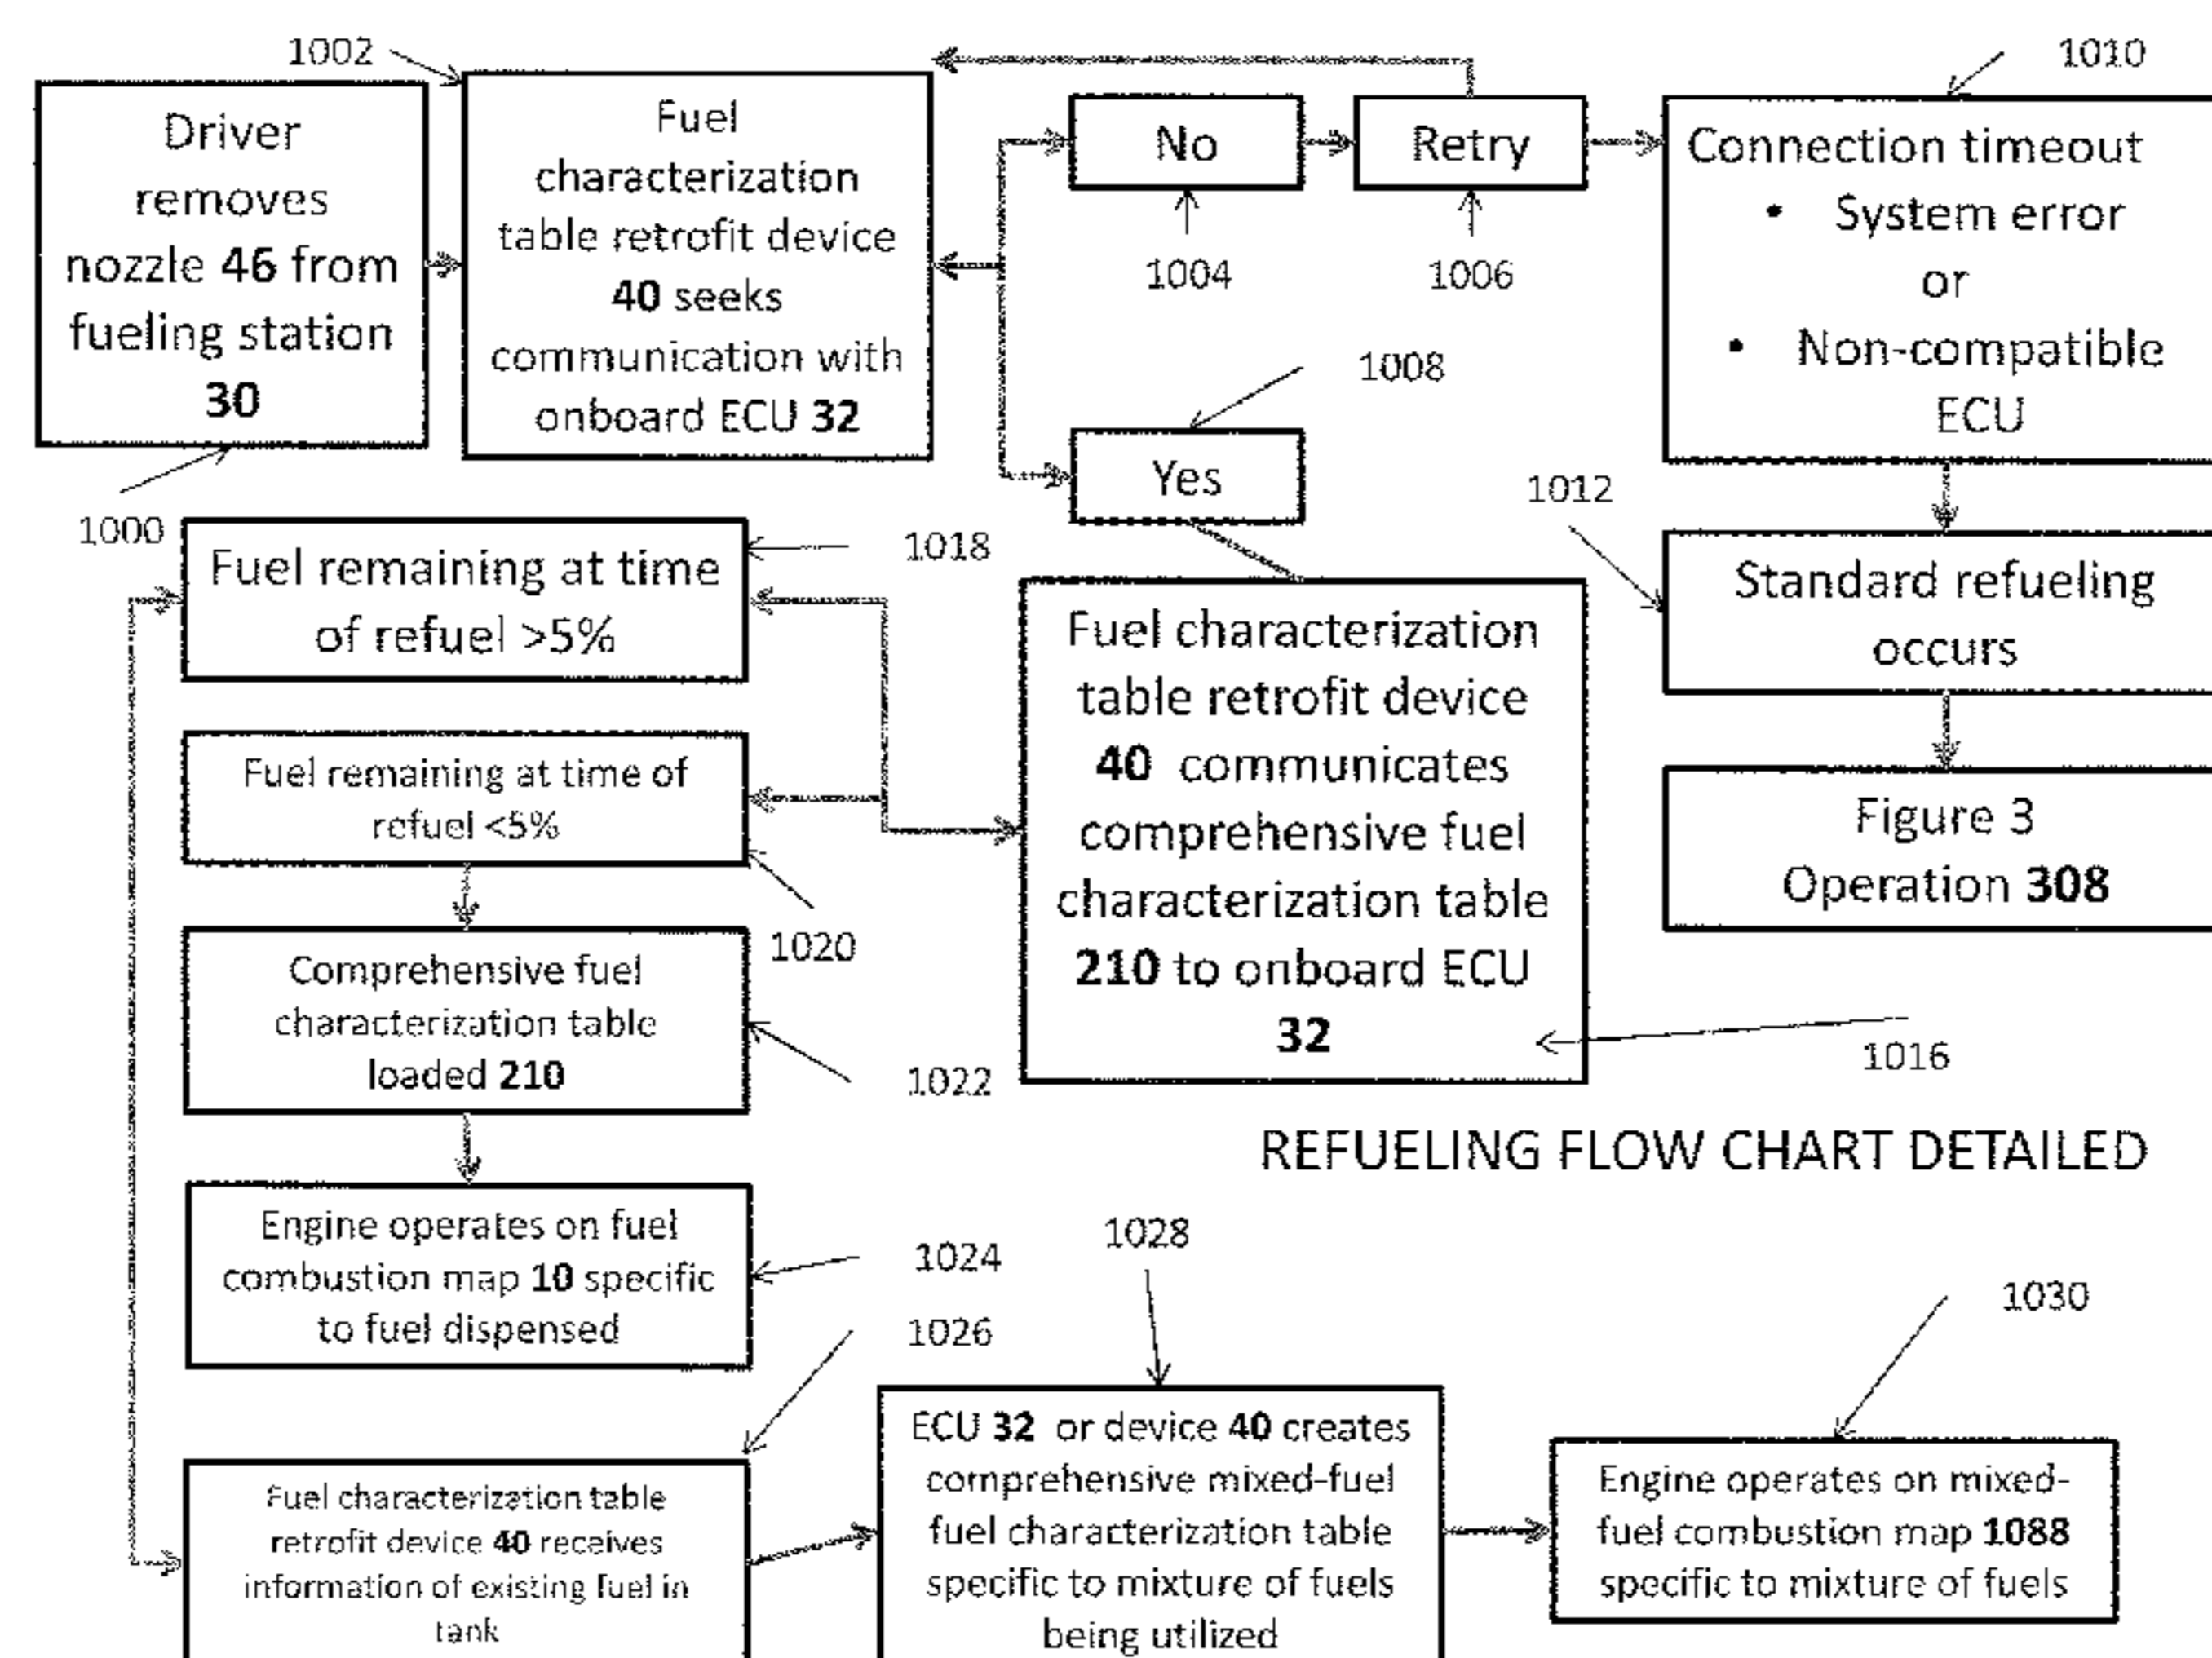 1002
Driver
removes
nozzle 46 from
fueling station
30
1000
Fuel
characterization
table retrofit device
40 seeks
communication with
onboard ECU 32
No
1004
Retry
1006
1010
Connection timeout
• System error
or
• Non-compatible
ECU
1008
Yes
1012
Standard refueling
occurs
Figure 3
Operation 308
1018
Fuel remaining at time
of refuel >5%
Fuel remaining at time of
refuel <5%
1020
Fuel characterization
table retrofit device
40 communicates
comprehensive fuel
characterization table
210 to onboard ECU
32
1016
Comprehensive fuel
characterization table
loaded 210
1022
REFUELING FLOW CHART DETAILED
Engine operates on fuel
combustion map 10 specific
to fuel dispensed
1024
1026
Fuel characterization table
retrofit device 40 receives
information of existing fuel in
tank
1028
ECU 32 or device 40 creates
comprehensive mixed-fuel
fuel characterization table
specific to mixture of fuels
being utilized
1030
Engine operates on mixed-
fuel combustion map 1088
specific to mixture of fuels